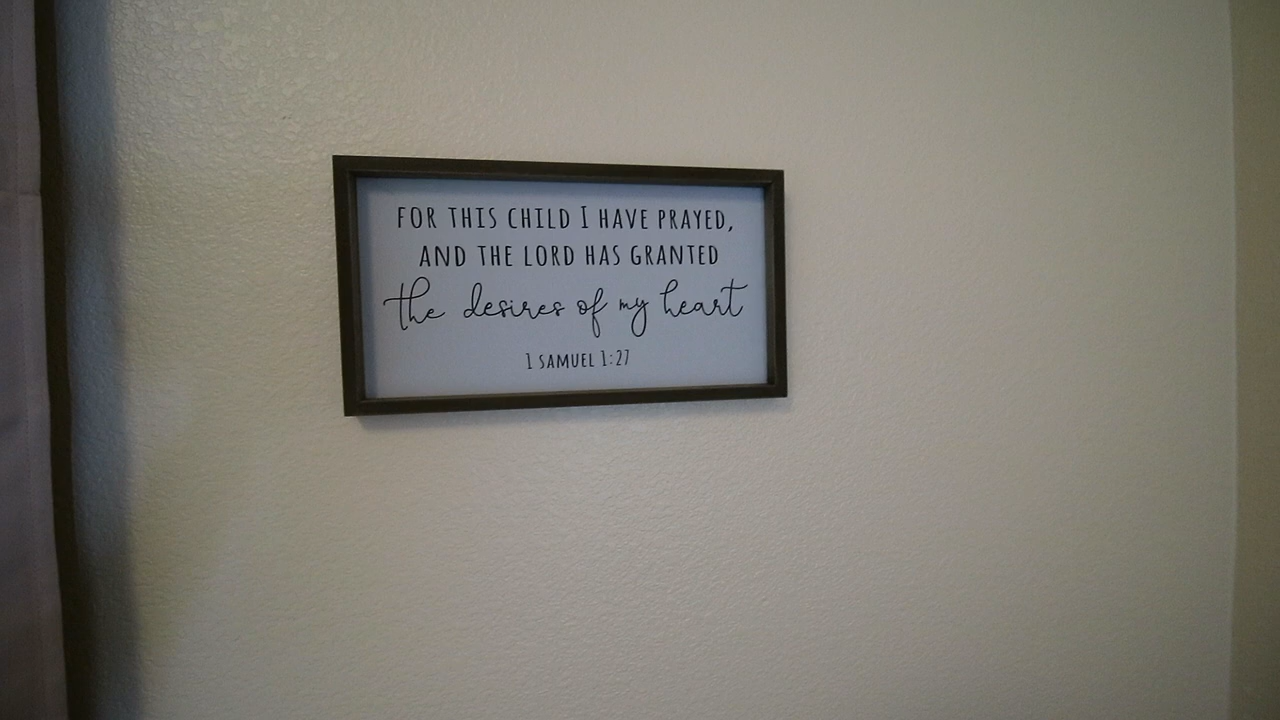 FOR THIS CHILD I HAVE PRAYED,
AND THE LORD HAS GRANTED
the desires of my heart
1 SAMUEL 1:27